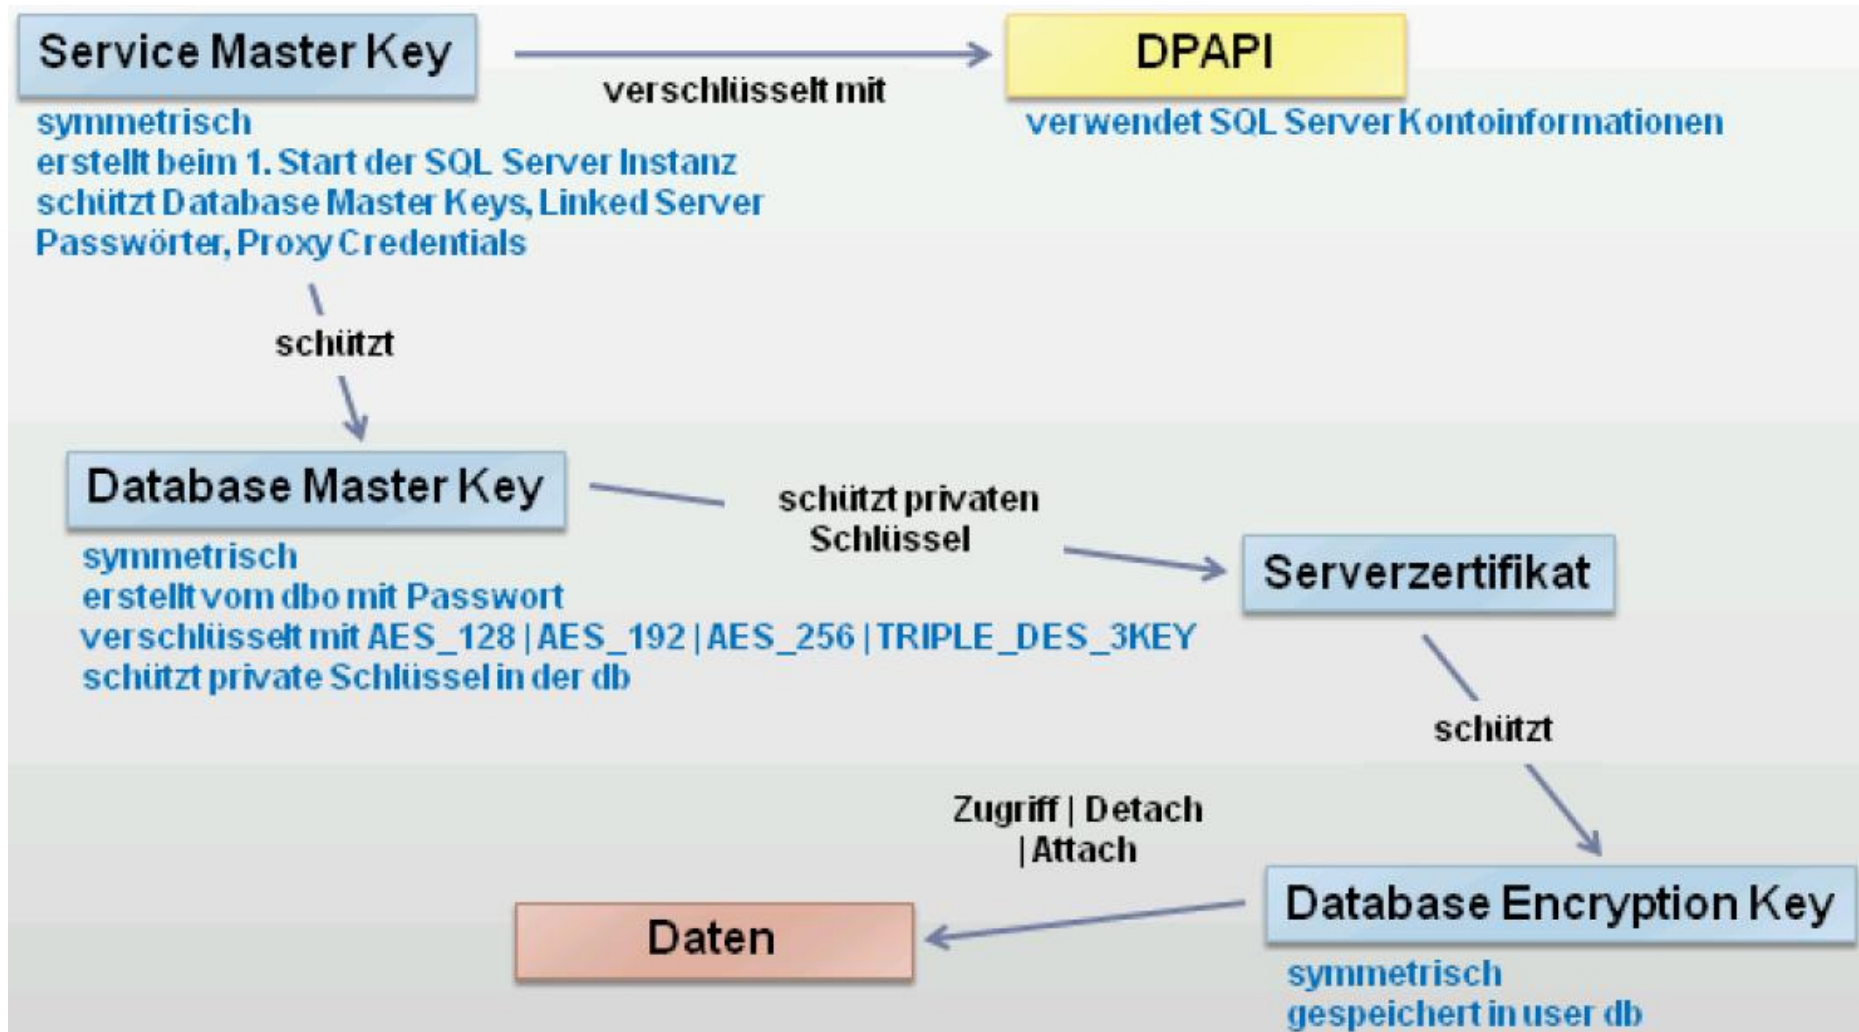 Service Master Key
verschlüsselt mit
DPAPI
verwendet SQL Server Kontoinformationen
symmetrisch
erstellt beim 1. Start der SQL Server Instanz
schützt Database Master Keys, Linked Server
Passwörter, Proxy Credentials
schützt
Database Master Key
symmetrisch
erstellt vom dbo mit Passwort
verschlüsselt mit AES_128 | AES_192 | AES_256 | TRIPLE_DES_3KEY
schützt private Schlüssel in der db
schützt privaten
Schlüssel
Serverzertifikat
schützt
Database Encryption Key
symmetrisch
gespeichert in user db
Zugriff | Detach
| Attach
Daten